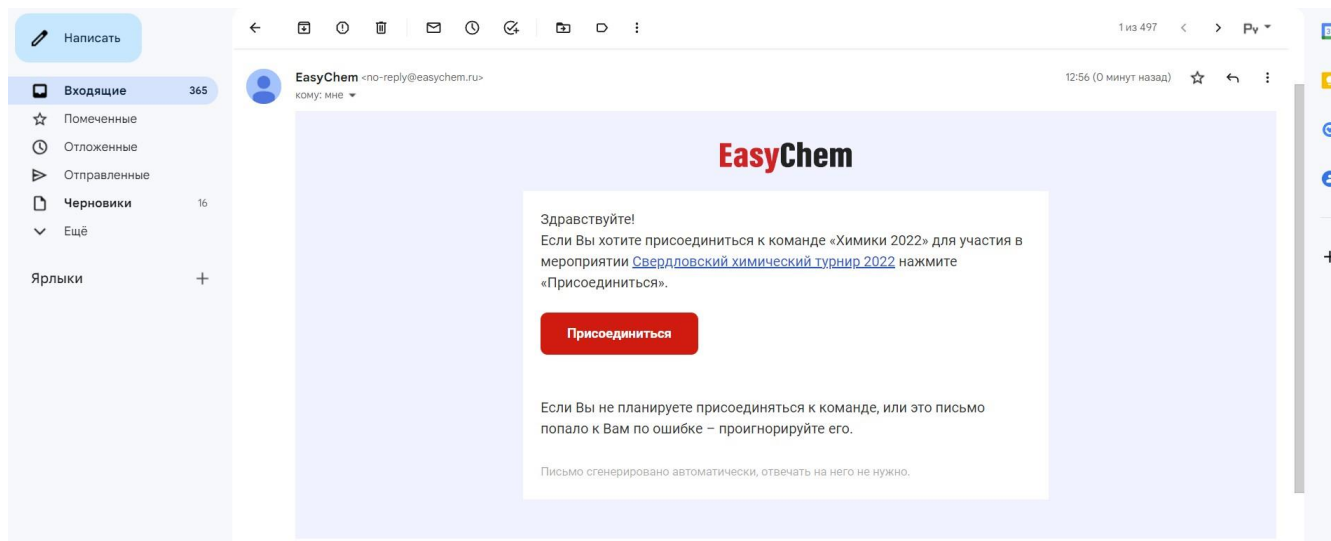 Написать
1 из 497
Ру
Входящие 365
Помеченные
Отложенные
Отправленные
Черновики 16
Ещё
Ярлыки
EasyChem <no-reply@easychem.ru>
12:56 (0 минут назад)
кому: мне
EasyChem
Здравствуйте!
Если Вы хотите присоединиться к команде «Химики 2022» для участия в
мероприятии Свердловский химический турнир 2022 нажмите
«Присоединиться».
Присоединиться
Если Вы не планируете присоединяться к команде, или это письмо
попало к Вам по ошибке – проигнорируйте его.
Письмо сгенерировано автоматически, отвечать на него не нужно.